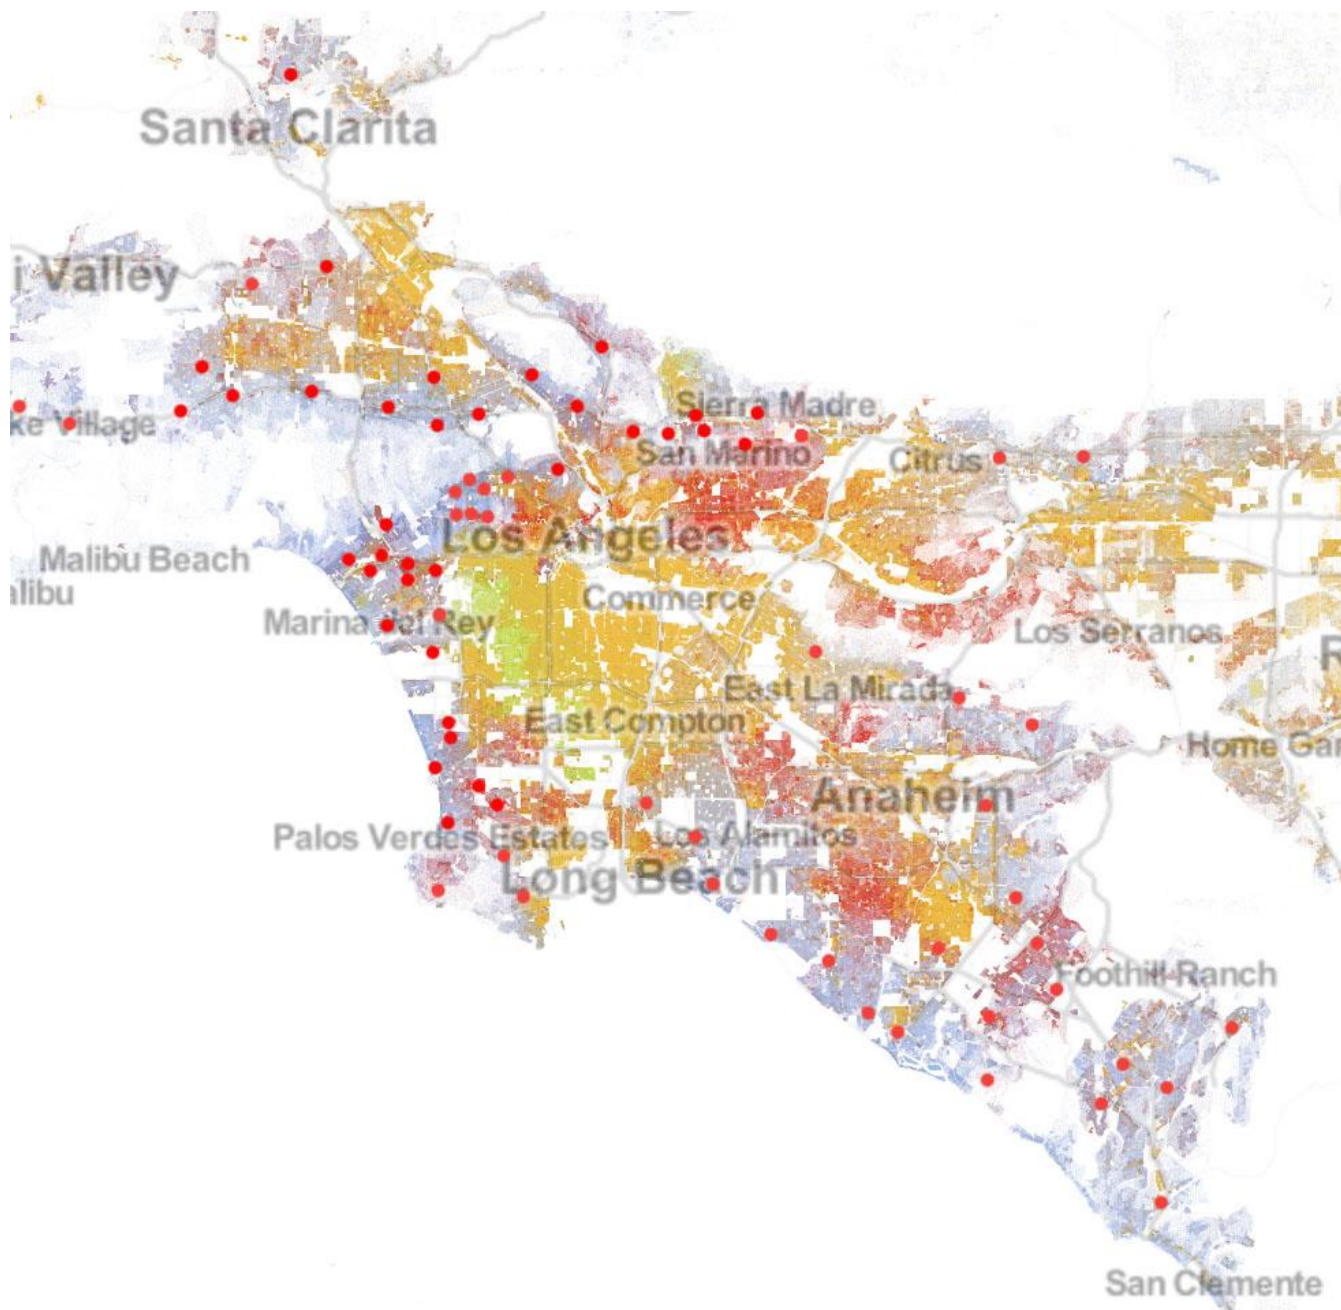 Santa Clarita
i Valley
Sierra Madre
ke Village
San Marino
Citrus
Los Angeles
Malibu Beach
alibu
Commerce
Marina del Rey
Los Serranos
R
East La Mirada
East Compton
Home Gar
Anaheim
Palos Verdes Estates
Los Alamitos
Long Beach
Foothill Ranch
San Clemente